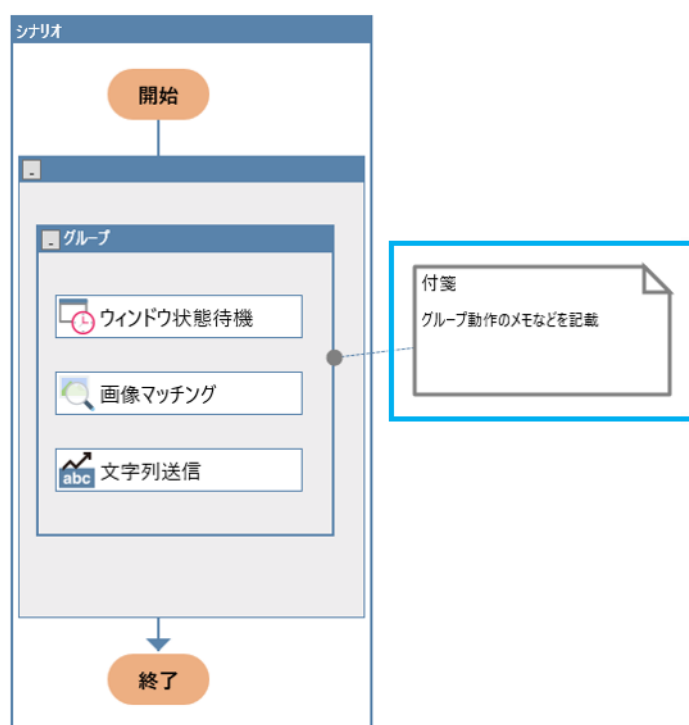 シナリオ
開始
グループ
ウィンドウ状態待機
画像マッチング
abc
文字列送信
終了
付箋
グループ動作のメモなどを記載